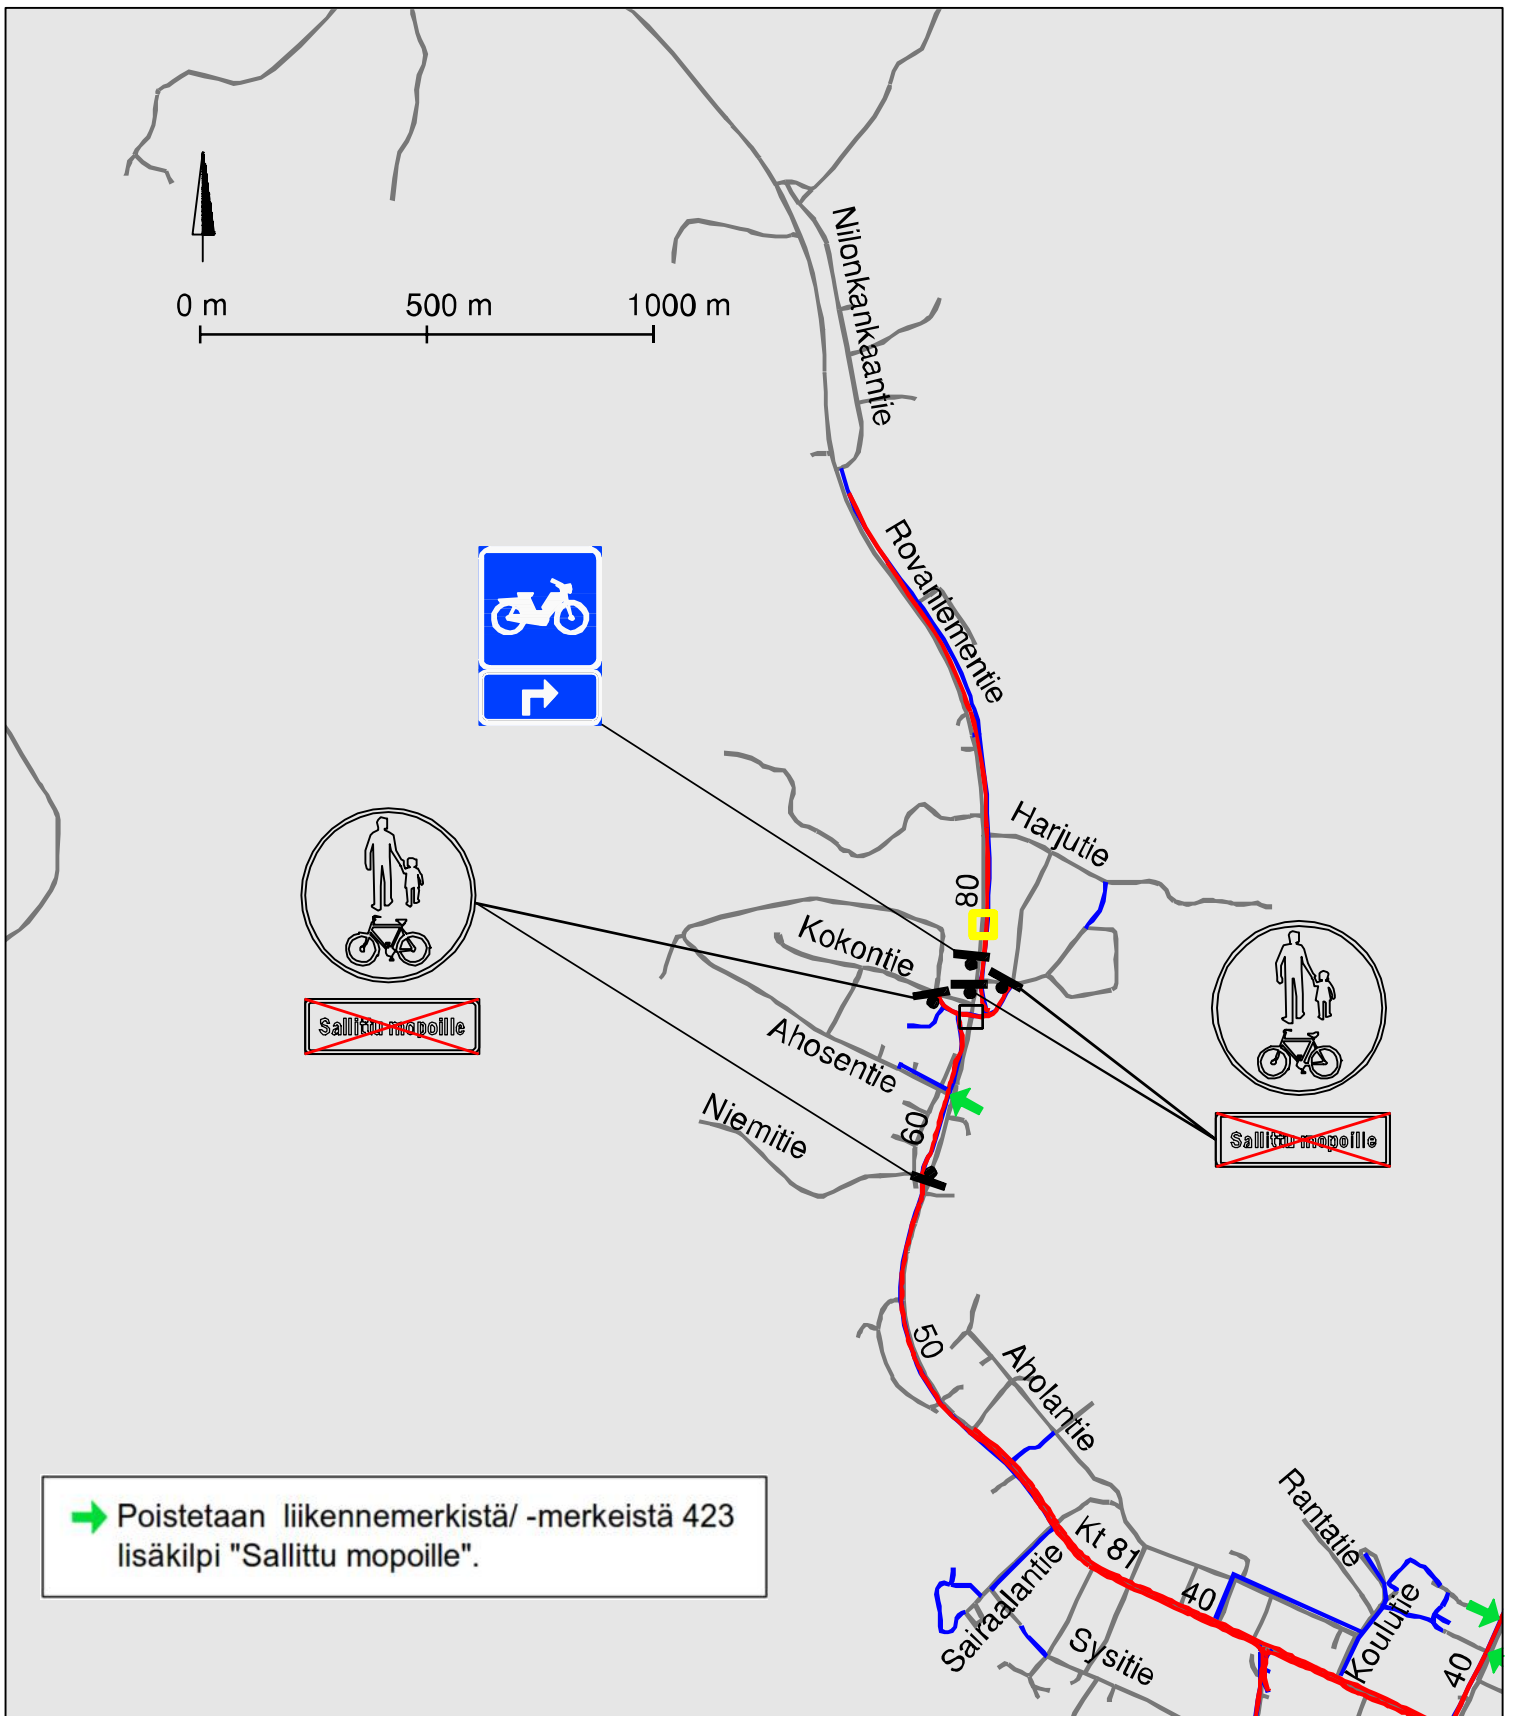 0 m 500 m 1000 m
Nilonkankaantie
Rovaniementie
Harjutie
80
Kokontie
Sallittu mopoille
Ahosentie
Niemitie
60
Sallittu mopoille
50
Aholantie
Poistetaan liikennemerkistä/ -merkeistä 423
lisäkilpi "Sallittu mopoille".
Kt 81
Rantatie
Sairaalantie
40
Koulutie
Sysitie
40